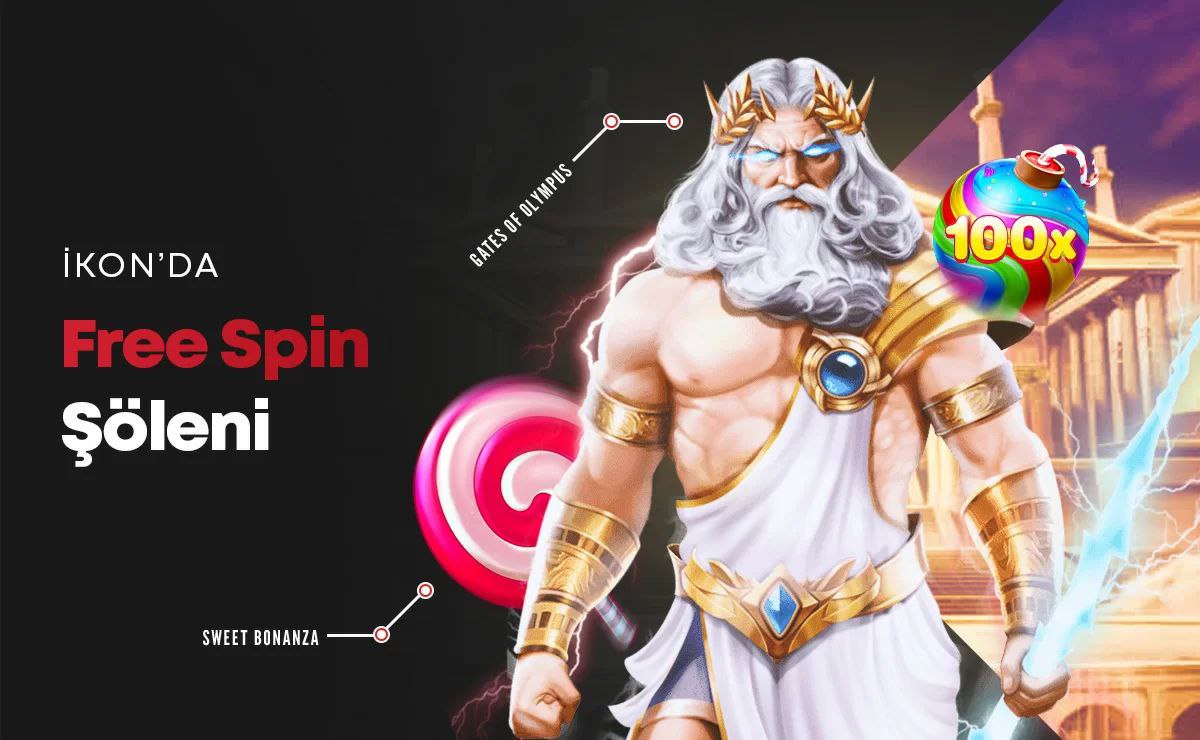 İKON’DA
Free Spin
Şöleni
GATES OF OLYMPUS
100x
SWEET BONANZA